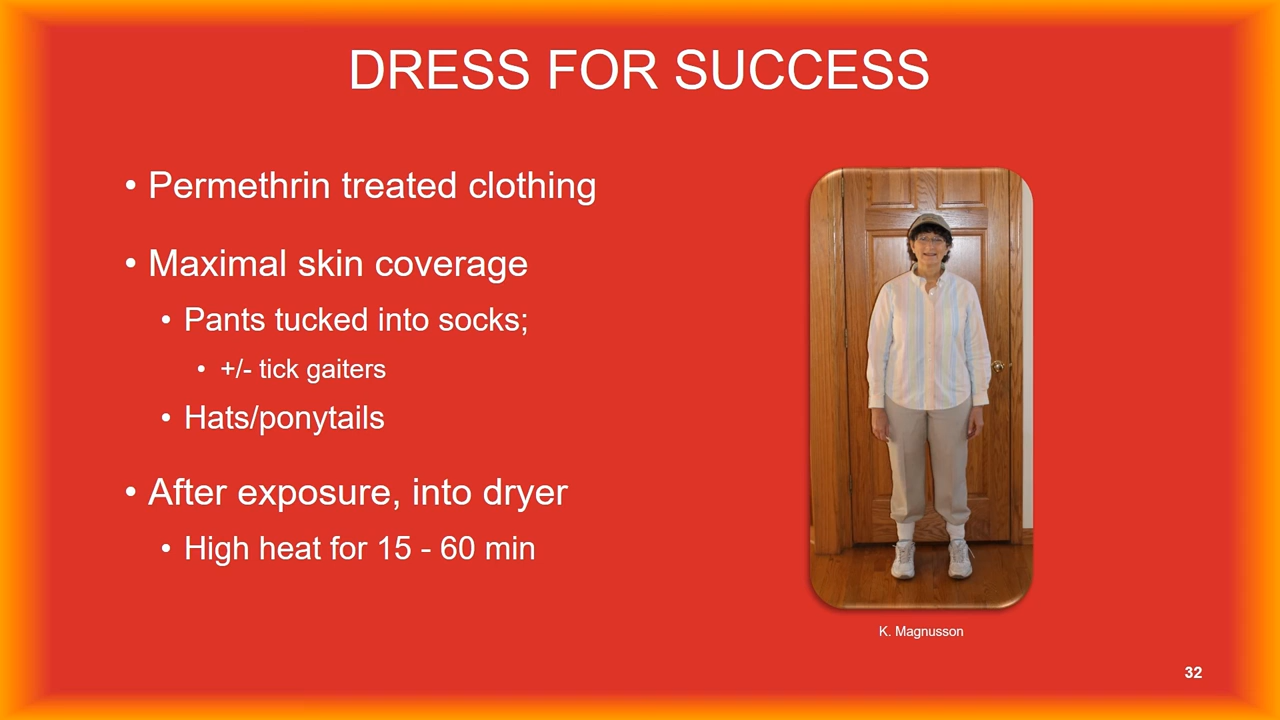 DRESS FOR SUCCESS
• Permethrin treated clothing
• Maximal skin coverage
• Pants tucked into socks;
• +/- tick gaiters
• Hats/ponytails
• After exposure, into dryer
• High heat for 15 - 60 min
K. Magnusson
32